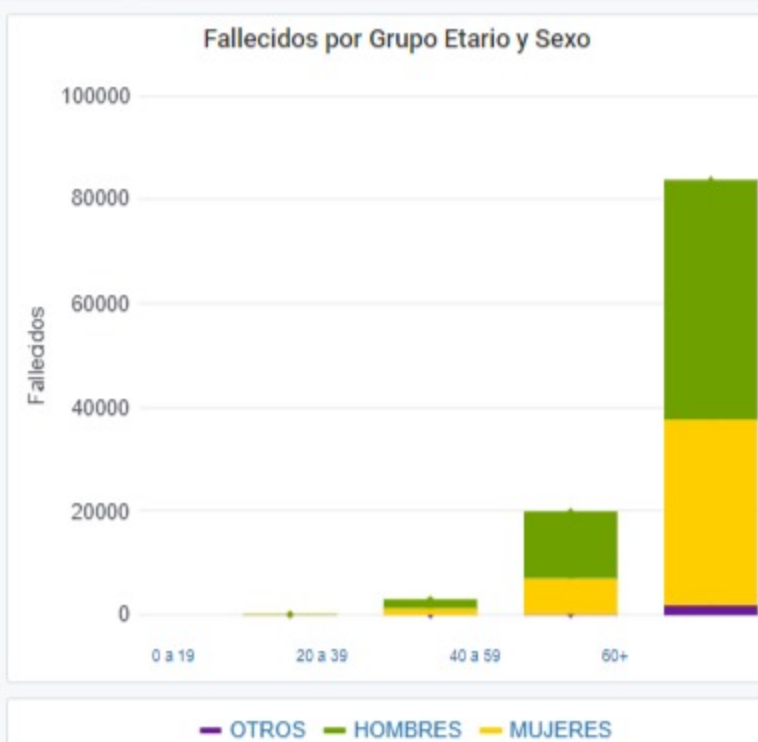 Fallecidos por Grupo Etario y Sexo
100000
80000
60000
40000
20000
0
Fallecidos
0 a 19
20 a 39
40 a 59
60+
OTROS
HOMBRES
MUJERES